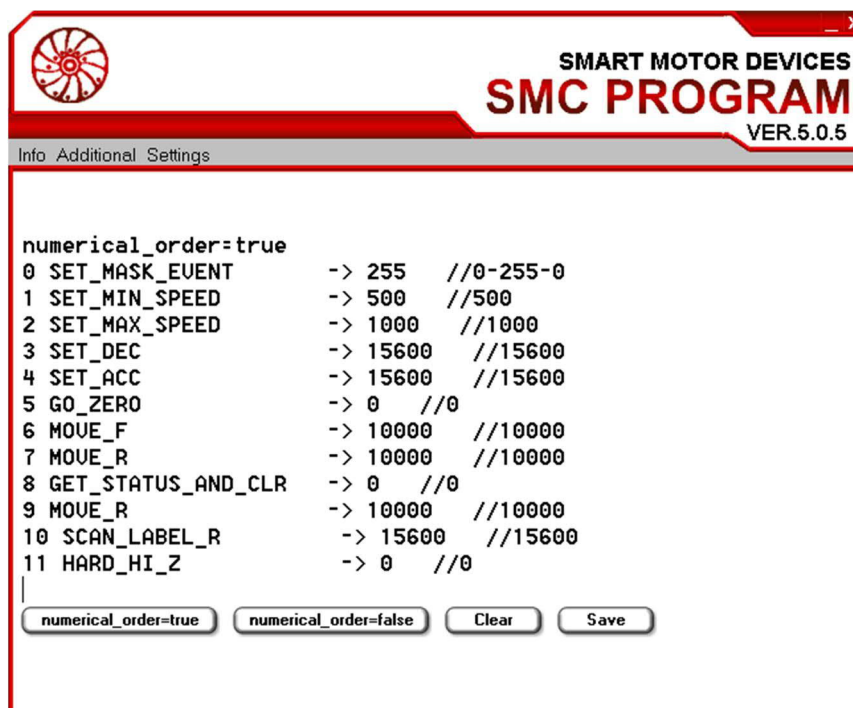 SMART MOTOR DEVICES
SMC PROGRAM
VER.5.0.5
Info Additional Settings
numerical_order=true
0 SET_MASK_EVENT -> 255 //0-255-0
1 SET_MIN_SPEED -> 500 //500
2 SET_MAX_SPEED -> 1000 //1000
3 SET_DEC -> 15600 //15600
4 SET_ACC -> 15600 //15600
5 GO_ZERO -> 0 //0
6 MOVE_F -> 10000 //10000
7 MOVE_R -> 10000 //10000
8 GET_STATUS_AND_CLR -> 0 //0
9 MOVE_R -> 10000 //10000
10 SCAN_LABEL_R -> 15600 //15600
11 HARD_HI_Z -> 0 //0
numerical_order=true numerical_order=false Clear Save